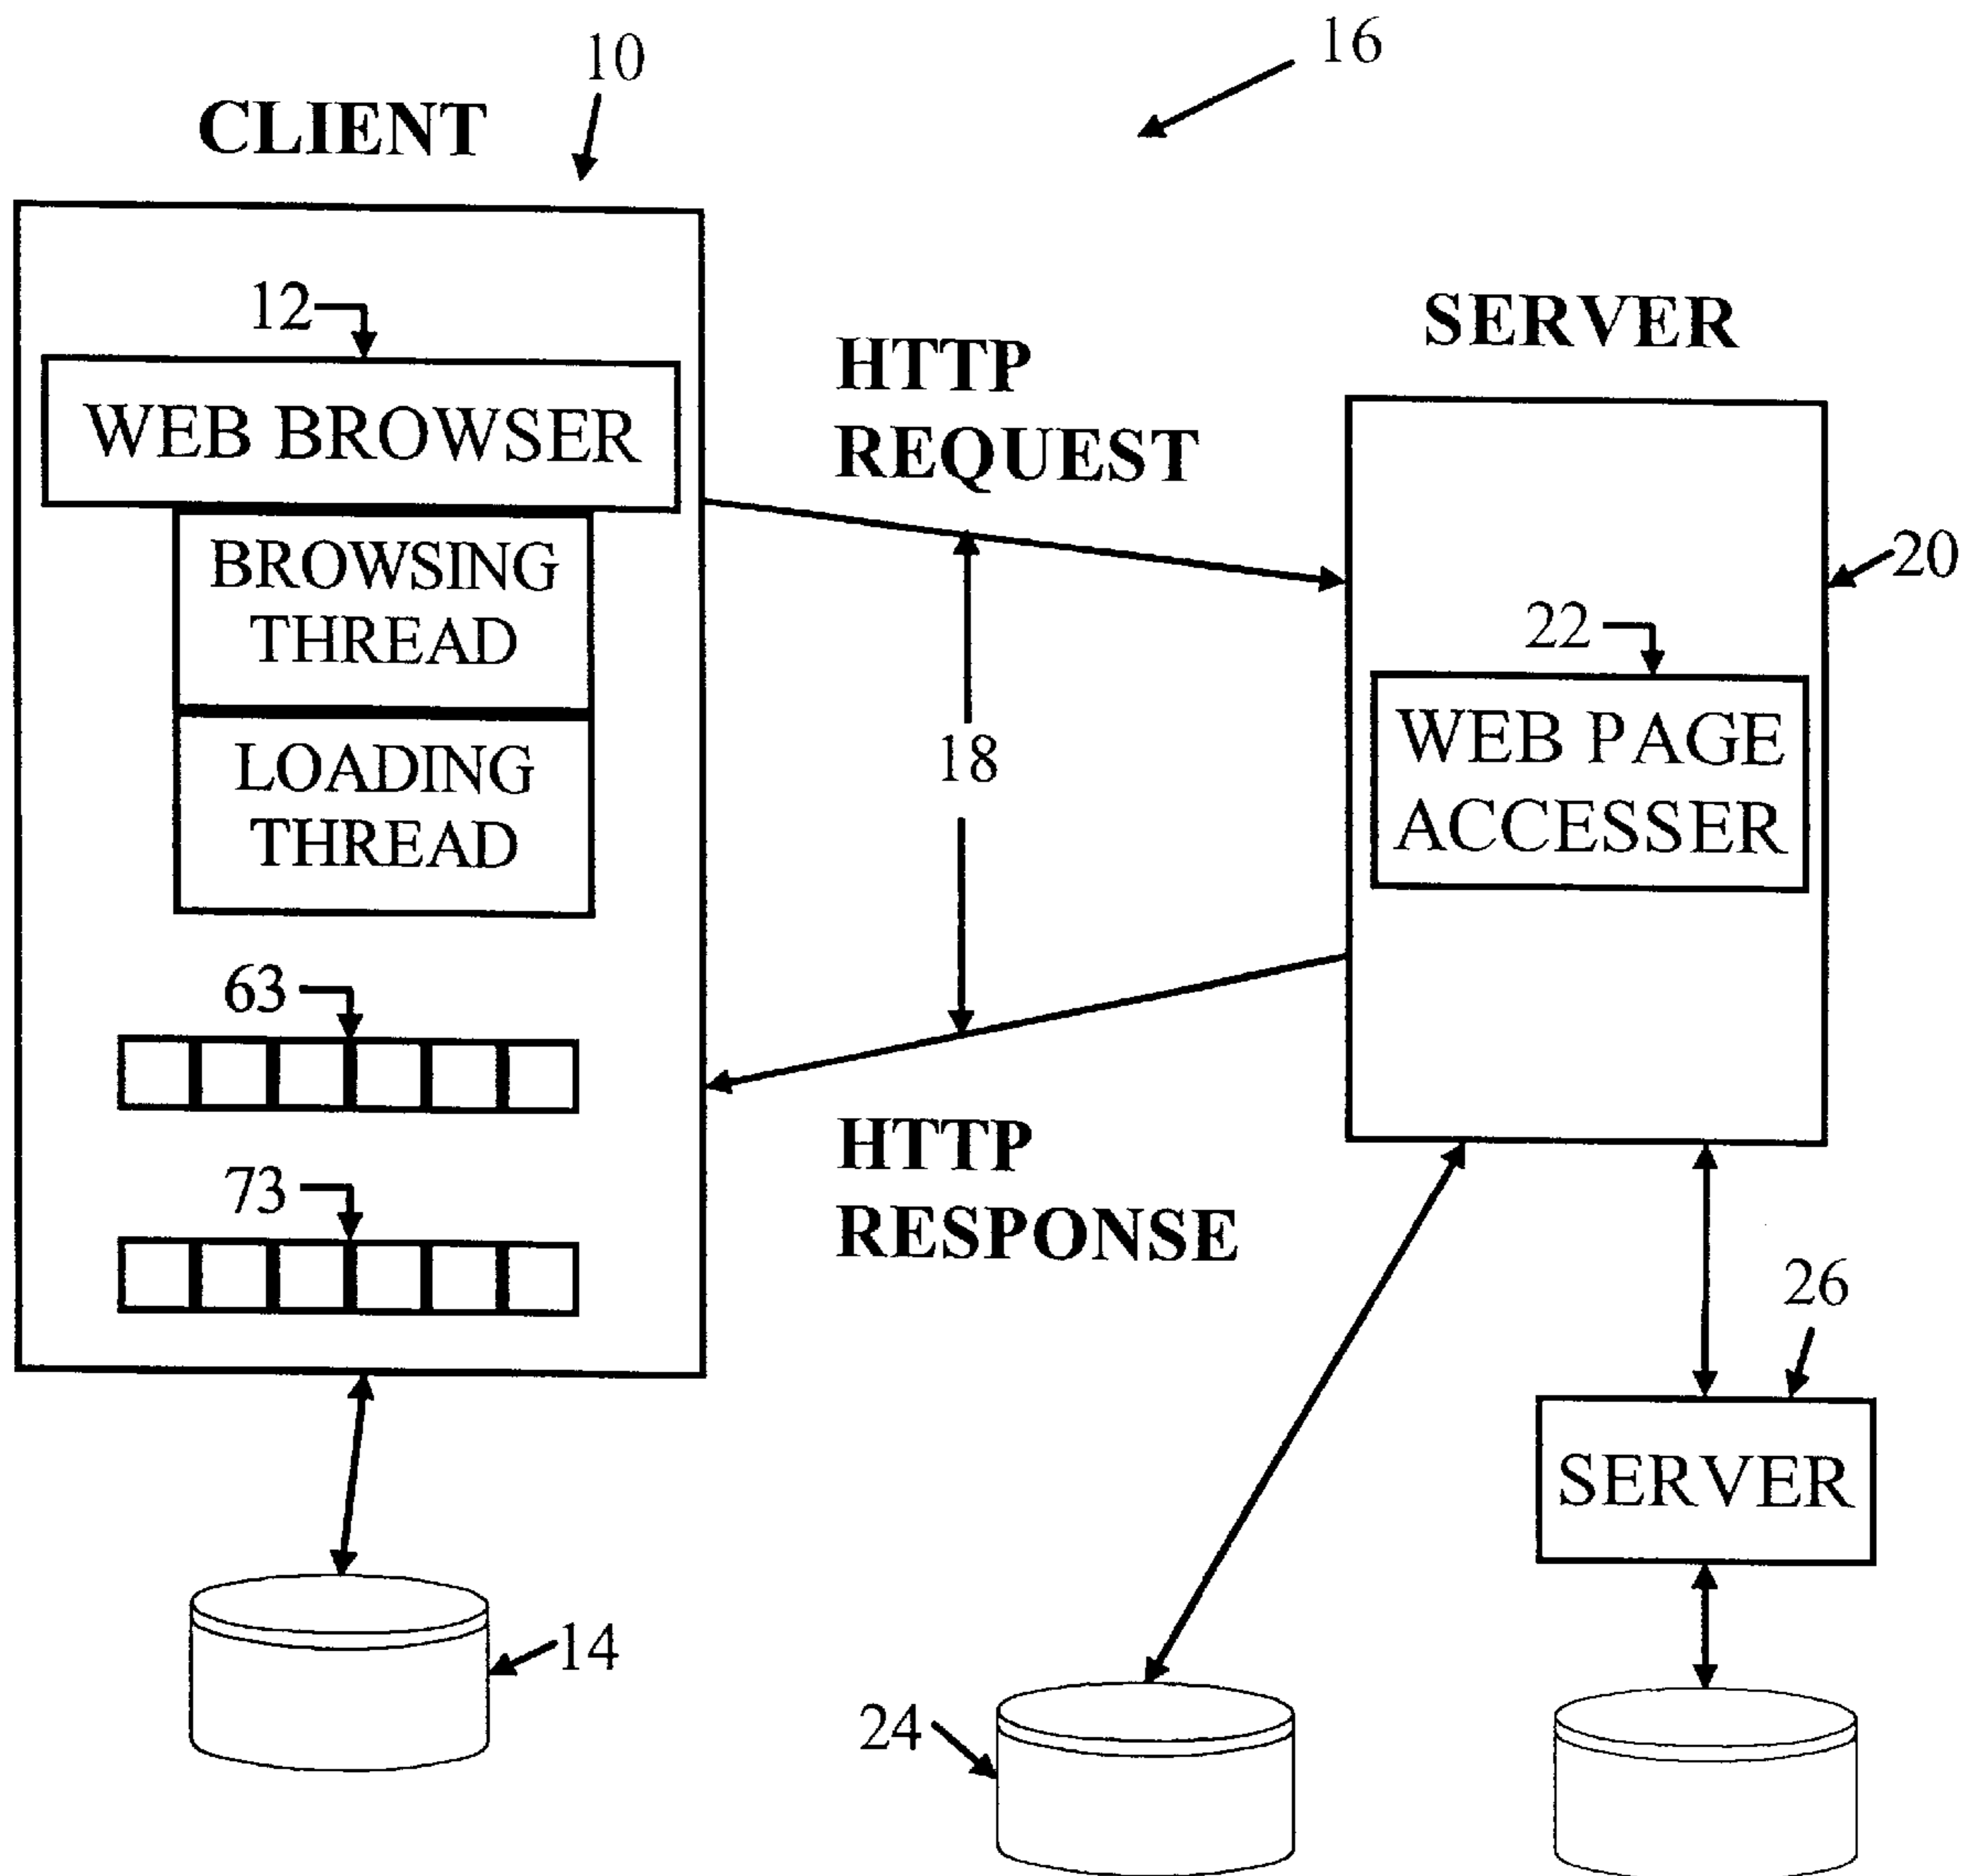 16
10
CLIENT
12
WEB BROWSER
BROWSING
THREAD
LOADING
THREAD
63
73
14
HTTP
REQUEST
18
HTTP
RESPONSE
SERVER
20
22
WEB PAGE
ACCESSER
26
SERVER
24